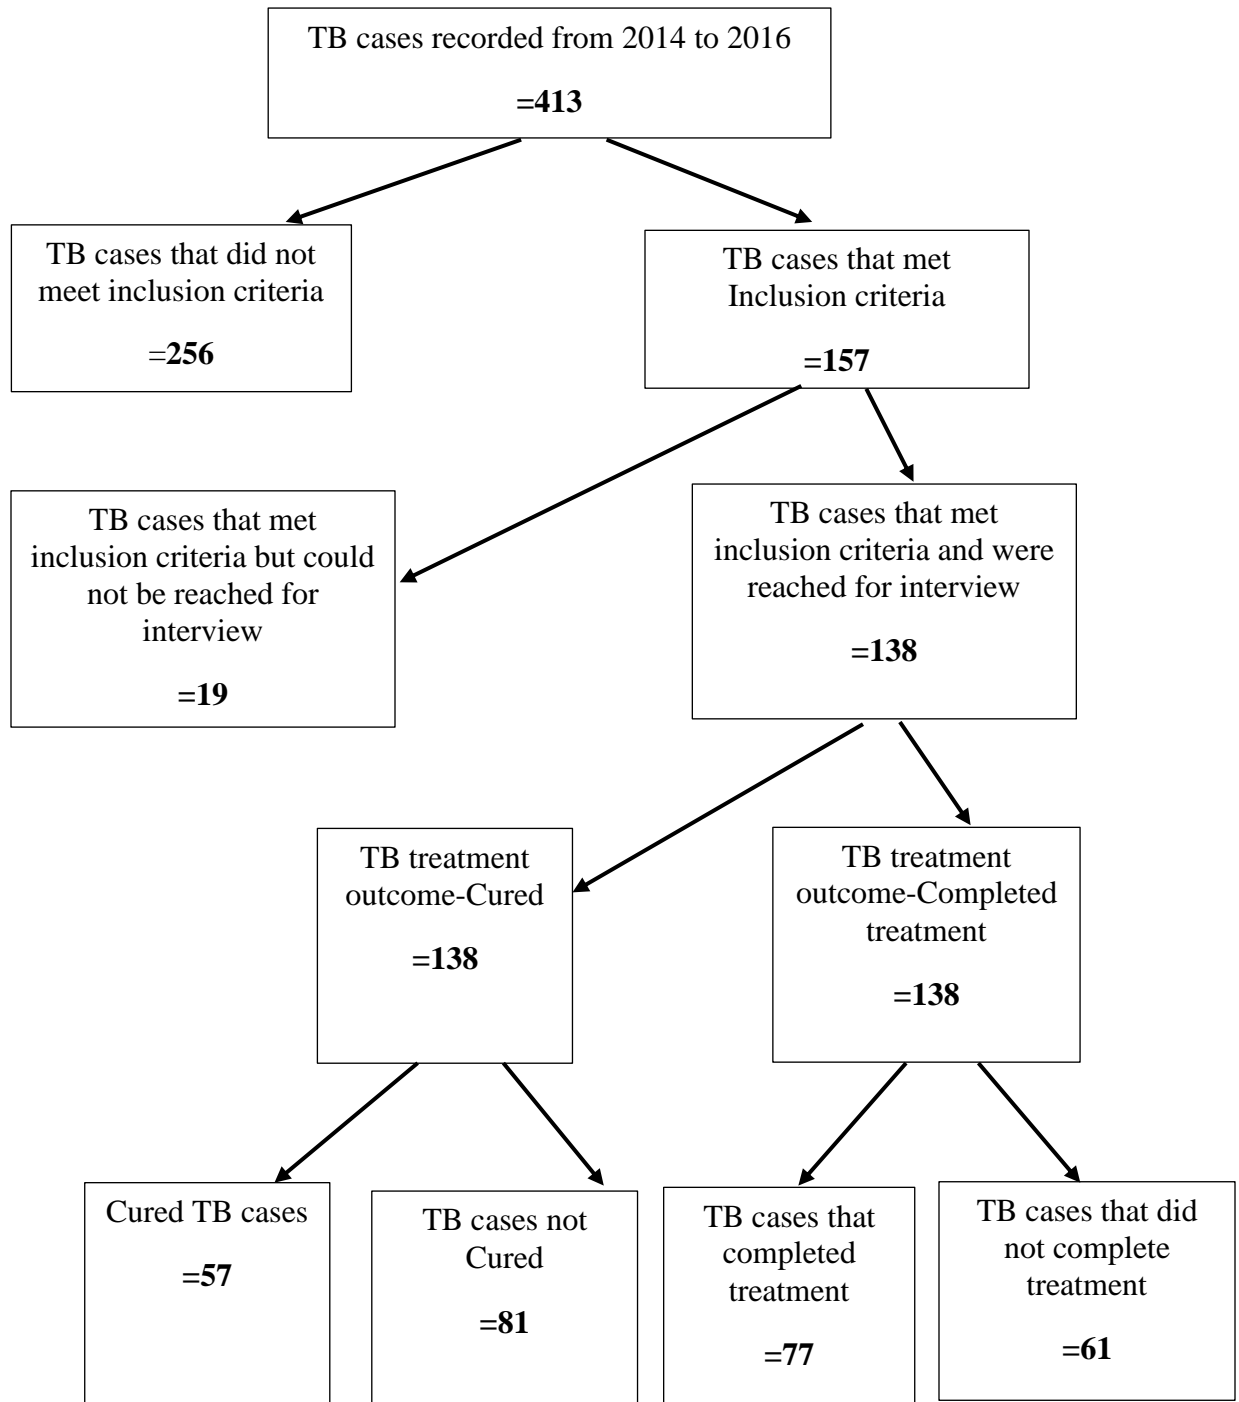 TB cases recorded from 2014 to 2016
=413
TB cases that did not
meet inclusion criteria
=256
TB cases that met
Inclusion criteria
=157
TB cases that met
inclusion criteria but could
not be reached for
interview
=19
TB cases that met
inclusion criteria and were
reached for interview
=138
TB treatment
outcome-Cured
=138
TB treatment
outcome-Completed
treatment
=138
Cured TB cases
=57
TB cases not
Cured
=81
TB cases that
completed
treatment
=77
TB cases that did
not complete
treatment
=61